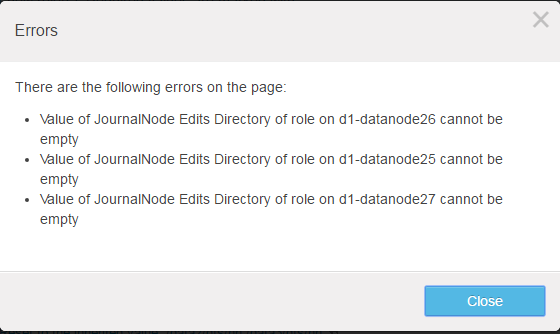 Errors
There are the following errors on the page:
• Value of JournalNode Edits Directory of role on d1-datanode26 cannot be
empty
• Value of JournalNode Edits Directory of role on d1-datanode25 cannot be
empty
• Value of JournalNode Edits Directory of role on d1-datanode27 cannot be
empty
Close